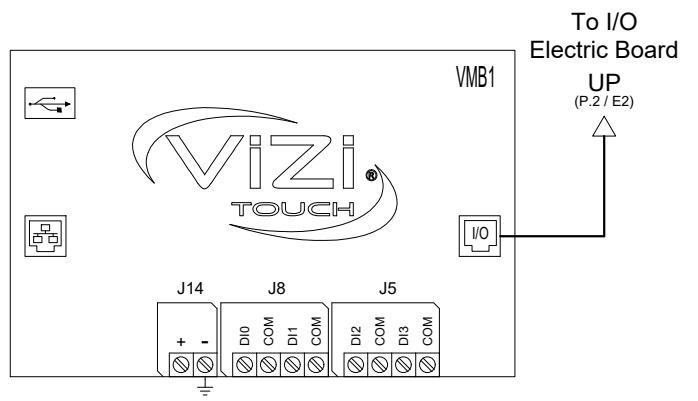 To I/O
Electric Board
UP
(P.2 / E2)
VMB1
ViZi®
TOUCH
I/O
J14
J8
J5
+ -
DI0 COM DI1 COM
DI2 COM DI3 COM